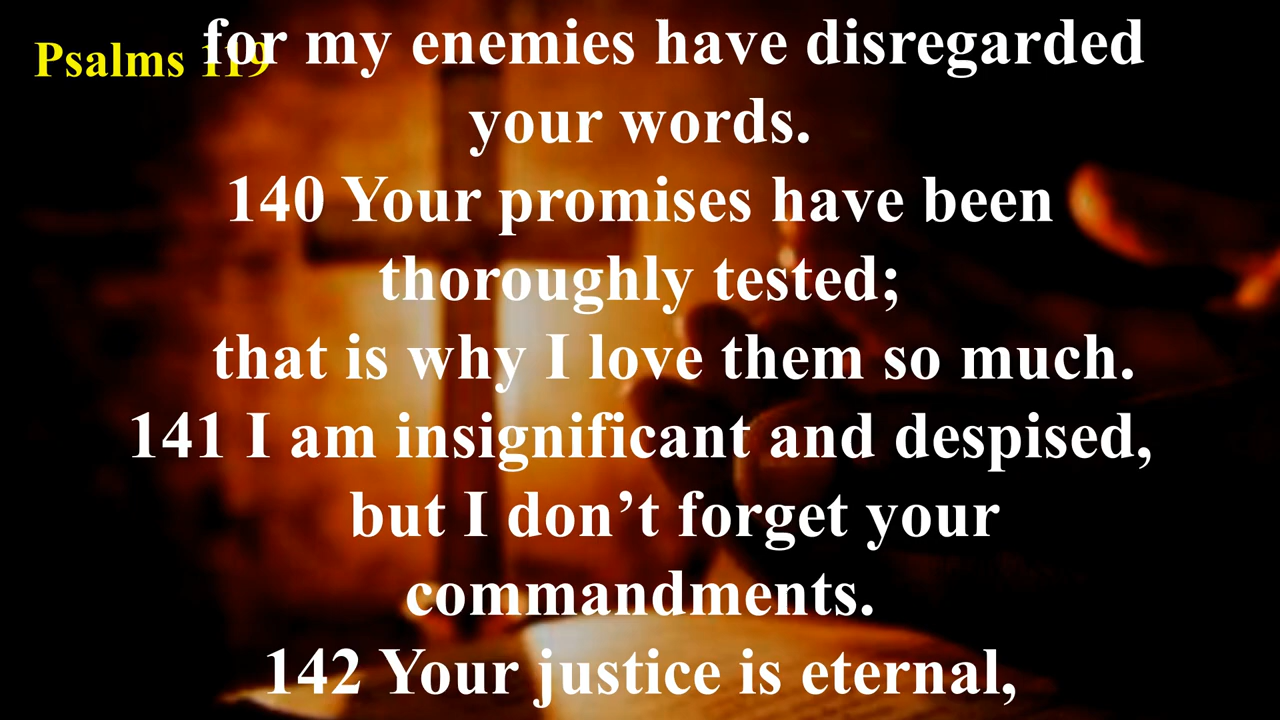 Psalms 119
for my enemies have disregarded
your words.
140 Your promises have been
thoroughly tested;
that is why I love them so much.
141 I am insignificant and despised,
but I don’t forget your
commandments.
142 Your justice is eternal,